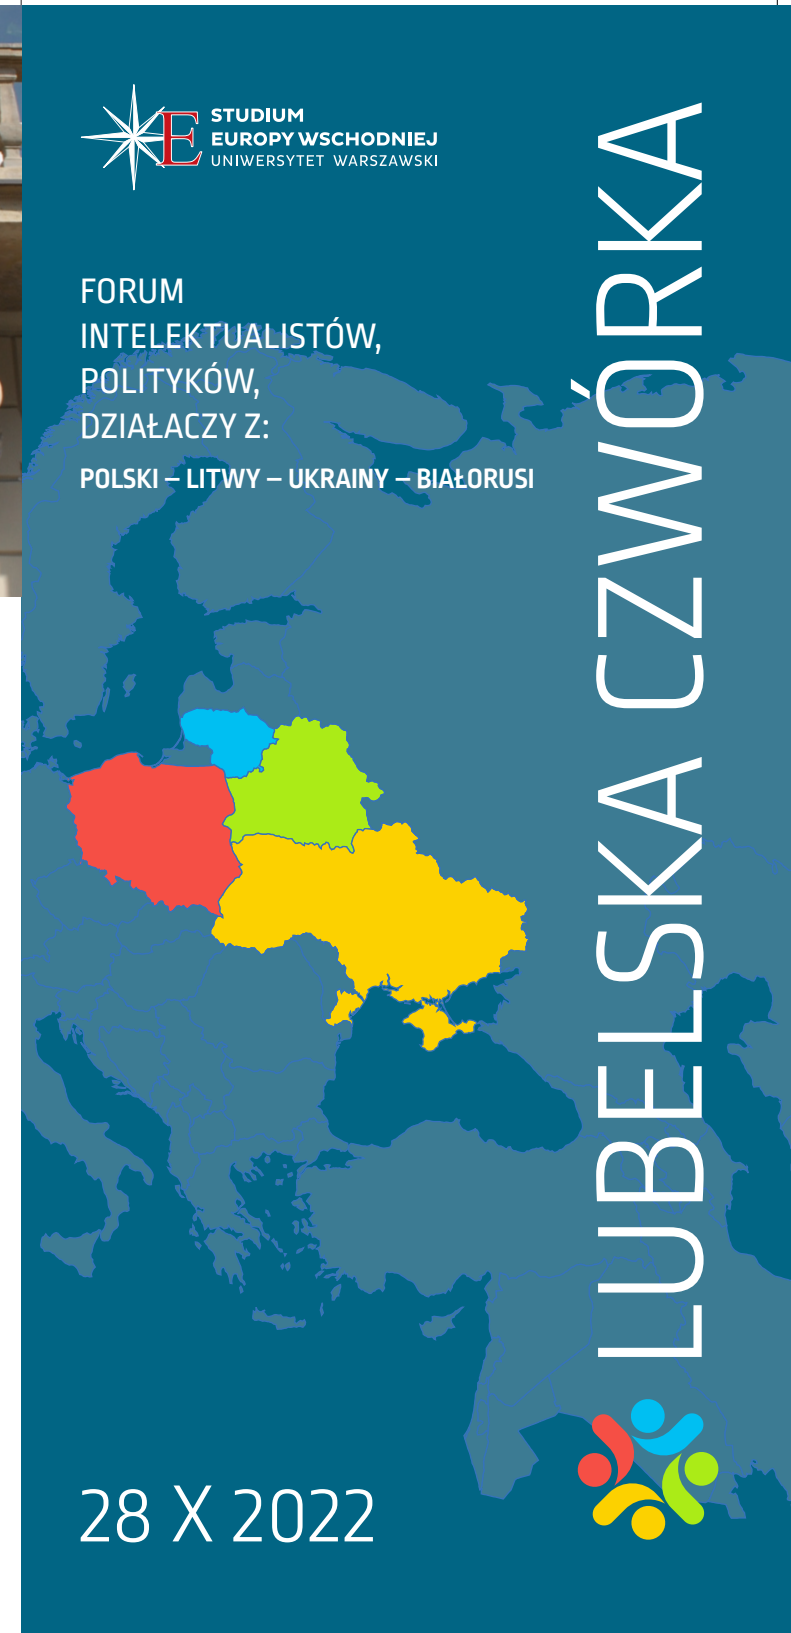 STUDIUM
EUROPY WSCHODNIEJ
UNIWERSYTET WARSZAWSKI
FORUM
INTELEKTUALISTÓW,
POLITYKÓW,
DZIAŁACZY Z:
POLSKI – LITWY – UKRAINY – BIAŁORUSI
LUBELSKA CZWÓRKA
28 X 2022